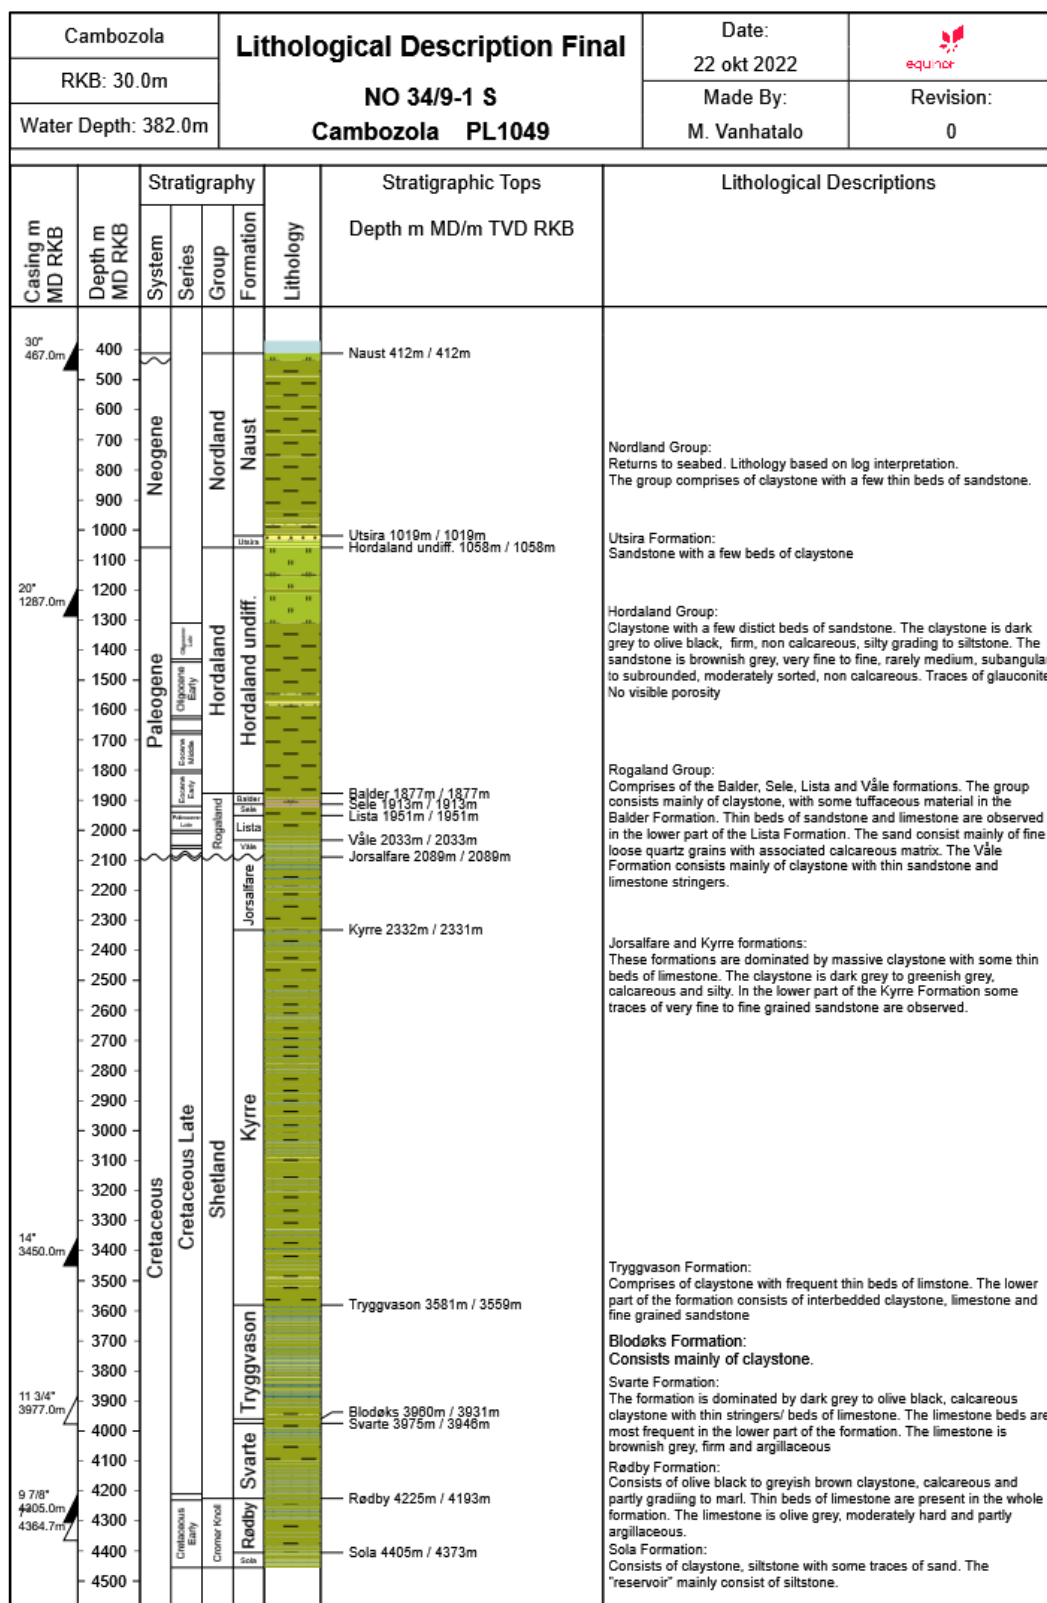 Cambozola
RKB: 30.0m
Water Depth: 382.0m
Lithological Description Final
NO 34/9-1 S
Cambozola PL1049
Date:
22 okt 2022
Made By:
M. Vanhatalo
equinor
Revision:
0
Casing m
MD RKB
Depth m
MD RKB
Stratigraphy
System
Series
Group
Formation
Lithology
Stratigraphic Tops
Depth m MD/m TVD RKB
Lithological Descriptions
30"
467.0m
20"
1287.0m
14"
3450.0m
11 3/4"
3977.0m
9 7/8"
4205.0m
7"
4364.7m
400
500
600
700
800
900
1000
1100
1200
1300
1400
1500
1600
1700
1800
1900
2000
2100
2200
2300
2400
2500
2600
2700
2800
2900
3000
3100
3200
3300
3400
3500
3600
3700
3800
3900
4000
4100
4200
4300
4400
4500
Neogene
Paleogene
Cretaceous
Oligocene
Late
Oligocene
Early
Eocene
Middle
Eocene
Early
Paleocene
Late
Cretaceous Late
Cretaceous
Early
Nordland
Hordaland
Rogaland
Shetland
Cromer Knoll
Naust
Utsira
Hordaland undiff.
Balder
Sele
Lista
Våle
Jorsalfare
Kyrre
Tryggvason
Svarte
Rødby
Sola
Naust 412m / 412m
Utsira 1019m / 1019m
Hordaland undiff. 1058m / 1058m
Balder 1877m / 1877m
Sele 1913m / 1913m
Lista 1951m / 1951m
Våle 2033m / 2033m
Jorsalfare 2089m / 2089m
Kyrre 2332m / 2331m
Tryggvason 3581m / 3559m
Blodøks 3960m / 3931m
Svarte 3975m / 3946m
Rødby 4225m / 4193m
Sola 4405m / 4373m
Nordland Group:
Returns to seabed. Lithology based on log interpretation.
The group comprises of claystone with a few thin beds of sandstone.
Utsira Formation:
Sandstone with a few beds of claystone
Hordaland Group:
Claystone with a few distict beds of sandstone. The claystone is dark
grey to olive black, firm, non calcareous, silty grading to siltstone. The
sandstone is brownish grey, very fine to fine, rarely medium, subangula
to subrounded, moderately sorted, non calcareous. Traces of glauconite
No visible porosity
Rogaland Group:
Comprises of the Balder, Sele, Lista and Våle formations. The group
consists mainly of claystone, with some tuffaceous material in the
Balder Formation. Thin beds of sandstone and limestone are observed
in the lower part of the Lista Formation. The sand consist mainly of fine
loose quartz grains with associated calcareous matrix. The Våle
Formation consists mainly of claystone with thin sandstone and
limestone stringers.
Jorsalfare and Kyrre formations:
These formations are dominated by massive claystone with some thin
beds of limestone. The claystone is dark grey to greenish grey,
calcareous and silty. In the lower part of the Kyrre Formation some
traces of very fine to fine grained sandstone are observed.
Tryggvason Formation:
Comprises of claystone with frequent thin beds of limstone. The lower
part of the formation consists of interbedded claystone, limestone and
fine grained sandstone
Blodøks Formation:
Consists mainly of claystone.
Svarte Formation:
The formation is dominated by dark grey to olive black, calcareous
claystone with thin stringers/ beds of limestone. The limestone beds are
most frequent in the lower part of the formation. The limestone is
brownish grey, firm and argillaceous
Rødby Formation:
Consists of olive black to greyish brown claystone, calcareous and
partly gradiing to marl. Thin beds of limestone are present in the whole
formation. The limestone is olive grey, moderately hard and partly
argillaceous.
Sola Formation:
Consists of claystone, siltstone with some traces of sand. The
"reservoir" mainly consist of siltstone.